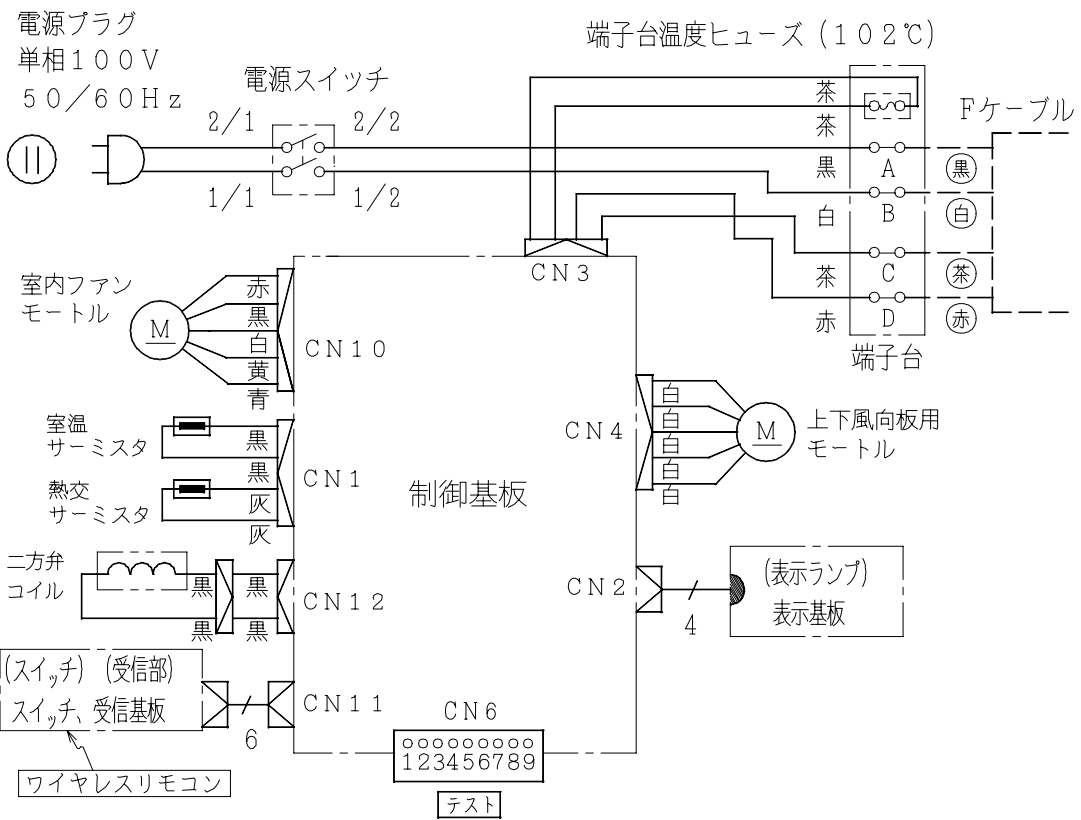 電源プラグ
単相100V
50/60Hz
電源スイッチ
2/1
2/2
1/1
1/2
端子台温度ヒューズ(102℃)
Fケーブル
茶
茶
黒
白
茶
赤
A
B
C
D
黒
白
茶
赤
端子台
CN3
室内ファン
モートル
M
赤
黒
白
黄
青
CN10
室温
サーミスタ
黒
黒
熱交
サーミスタ
灰
灰
CN1
制御基板
CN4
白
白
白
白
白
M
上下風向板用
モートル
二方弁
コイル
黒
黒
黒
黒
CN12
CN2
4
(表示ランプ)
表示基板
(スイッチ) (受信部)
スイッチ、受信基板
6
CN11
ワイヤレスリモコン
CN6
123456789
テスト